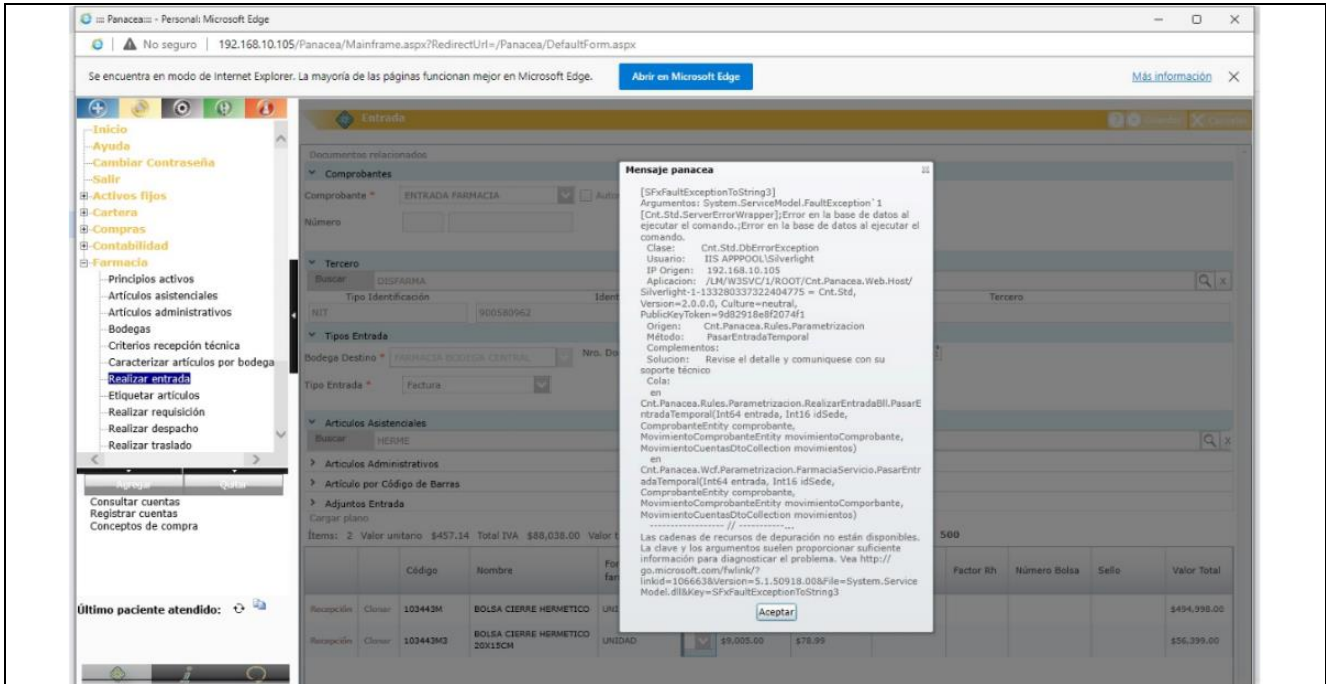 ::: Panacea::: - Personal: Microsoft Edge
No seguro | 192.168.10.105/Panacea/Mainframe.aspx?RedirectUrl=/Panacea/DefaultForm.aspx
Se encuentra en modo de Internet Explorer. La mayoría de las páginas funcionan mejor en Microsoft Edge.
Abrir en Microsoft Edge
Más información
Inicio
Ayuda
Cambiar Contraseña
Salir
Activos fijos
Cartera
Compras
Contabilidad
Farmacia
Principios activos
Artículos asistenciales
Artículos administrativos
Bodegas
Criterios recepción técnica
Caracterizar artículos por bodega
Realizar entrada
Etiquetar artículos
Realizar requisición
Realizar despacho
Realizar traslado
Agregar
Quitar
Consultar cuentas
Registrar cuentas
Conceptos de compra
Último paciente atendido:
Entrada
Documentos relacionados
Comprobantes
Comprobante * ENTRADA FARMACIA
Número
Tercero
Buscar DISFARMA
Tipo Identificación
Tercero
NIT 900580962
Tipos Entrada
Bodega Destino * FARMACIA BODEGA CENTRAL
Tipo Entrada * Factura
Articulos Asistenciales
Buscar HERME
Articulos Administrativos
Artículo por Código de Barras
Adjuntos Entrada
Cargar plano
Ítems: 2 Valor unitario $457.14 Total IVA $88,038.00
500
Código Nombre Factor Rh Número Bolsa Sello Valor Total
Recepción Clonar 103443M BOLSA CIERRE HERMETICO $494,998.00
Recepción Clonar 103443M3 BOLSA CIERRE HERMETICO 20X15CM UNIDAD $9,005.00 $78.99 $56,399.00
Mensaje panacea
[SFxFaultExceptionToString3]
Argumentos: System.ServiceModel.FaultException`1
[Cnt.Std.ServerErrorWrapper];Error en la base de datos al
ejecutar el comando.;Error en la base de datos al ejecutar el
comando.
Clase: Cnt.Std.DbErrorException
Usuario: IIS APPPOOL\Silverlight
IP Origen: 192.168.10.105
Aplicacion: /LM/W3SVC/1/ROOT/Cnt.Panacea.Web.Host/
Silverlight-1-133280337322404775 = Cnt.Std,
Version=2.0.0.0, Culture=neutral,
PublicKeyToken=9d82918e8f2074f1
Origen: Cnt.Panacea.Rules.Parametrizacion
Método: PasarEntradaTemporal
Complementos:
Solucion: Revise el detalle y comuniquese con su
soporte técnico
Cola:
en
Cnt.Panacea.Rules.Parametrizacion.RealizarEntradaBll.PasarE
ntradaTemporal(Int64 entrada, Int16 idSede,
ComprobanteEntity comprobante,
MovimientoComprobanteEntity movimientoComprobante,
MovimientoCuentasDtoCollection movimientos)
en
Cnt.Panacea.Wcf.Parametrizacion.FarmaciaServicio.PasarEntr
adaTemporal(Int64 entrada, Int16 idSede,
ComprobanteEntity comprobante,
MovimientoComprobanteEntity movimientoComporbante,
MovimientoCuentasDtoCollection movimientos)
------------------ // -----------...
Las cadenas de recursos de depuración no están disponibles.
La clave y los argumentos suelen proporcionar suficiente
información para diagnosticar el problema. Vea http://
go.microsoft.com/fwlink/?
linkid=106663&Version=5.1.50918.00&File=System.Service
Model.dll&Key=SFxFaultExceptionToString3
Aceptar